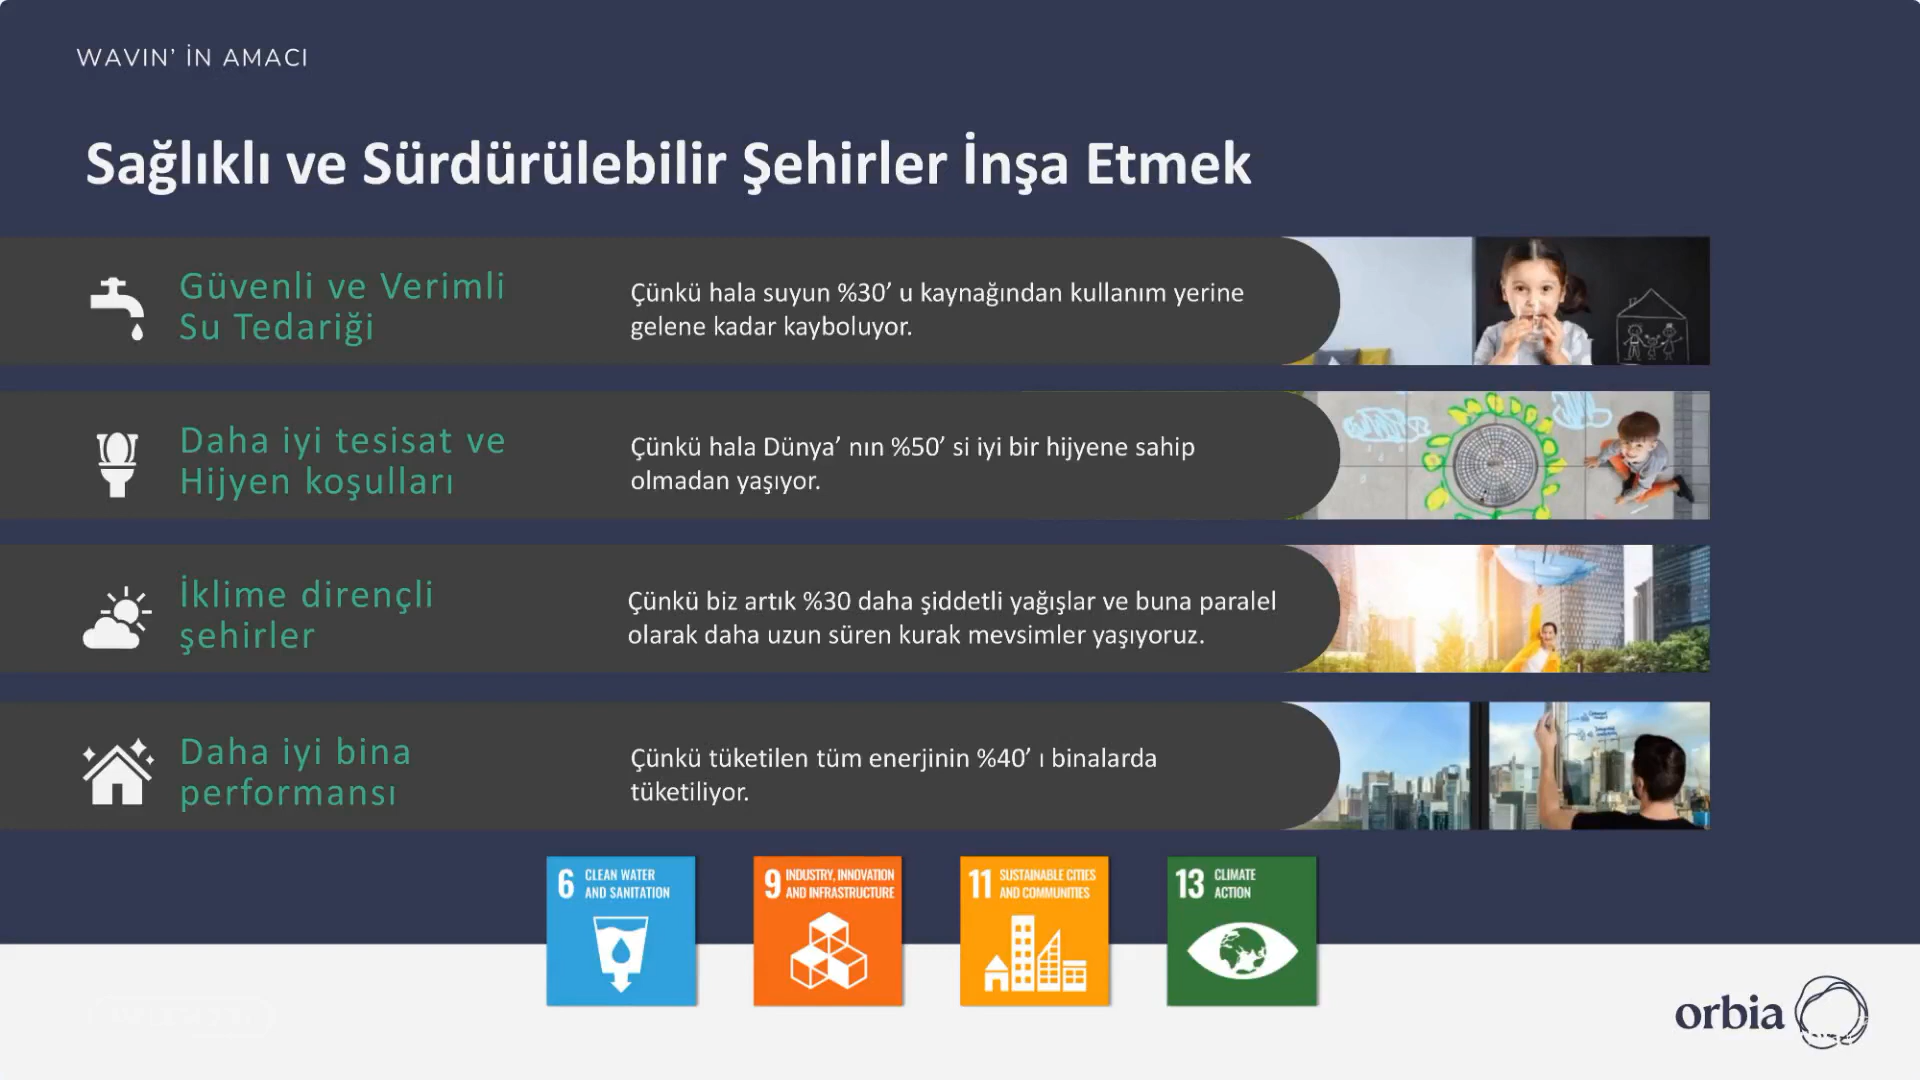 WAVIN’ İN AMACI
Sağlıklı ve Sürdürülebilir Şehirler İnşa Etmek
Güvenli ve Verimli
Su Tedariği
Çünkü hala suyun %30’ u kaynağından kullanım yerine
gelene kadar kayboluyor.
Daha iyi tesisat ve
Hijyen koşulları
Çünkü hala Dünya’ nın %50’ si iyi bir hijyene sahip
olmadan yaşıyor.
İklime dirençli
şehirler
Çünkü biz artık %30 daha şiddetli yağışlar ve buna paralel
olarak daha uzun süren kurak mevsimler yaşıyoruz.
Daha iyi bina
performansı
Çünkü tüketilen tüm enerjinin %40’ ı binalarda
tüketiliyor.
6 CLEAN WATER
AND SANITATION
9 INDUSTRY, INNOVATION
AND INFRASTRUCTURE
11 SUSTAINABLE CITIES
AND COMMUNITIES
13 CLIMATE
ACTION
orbia